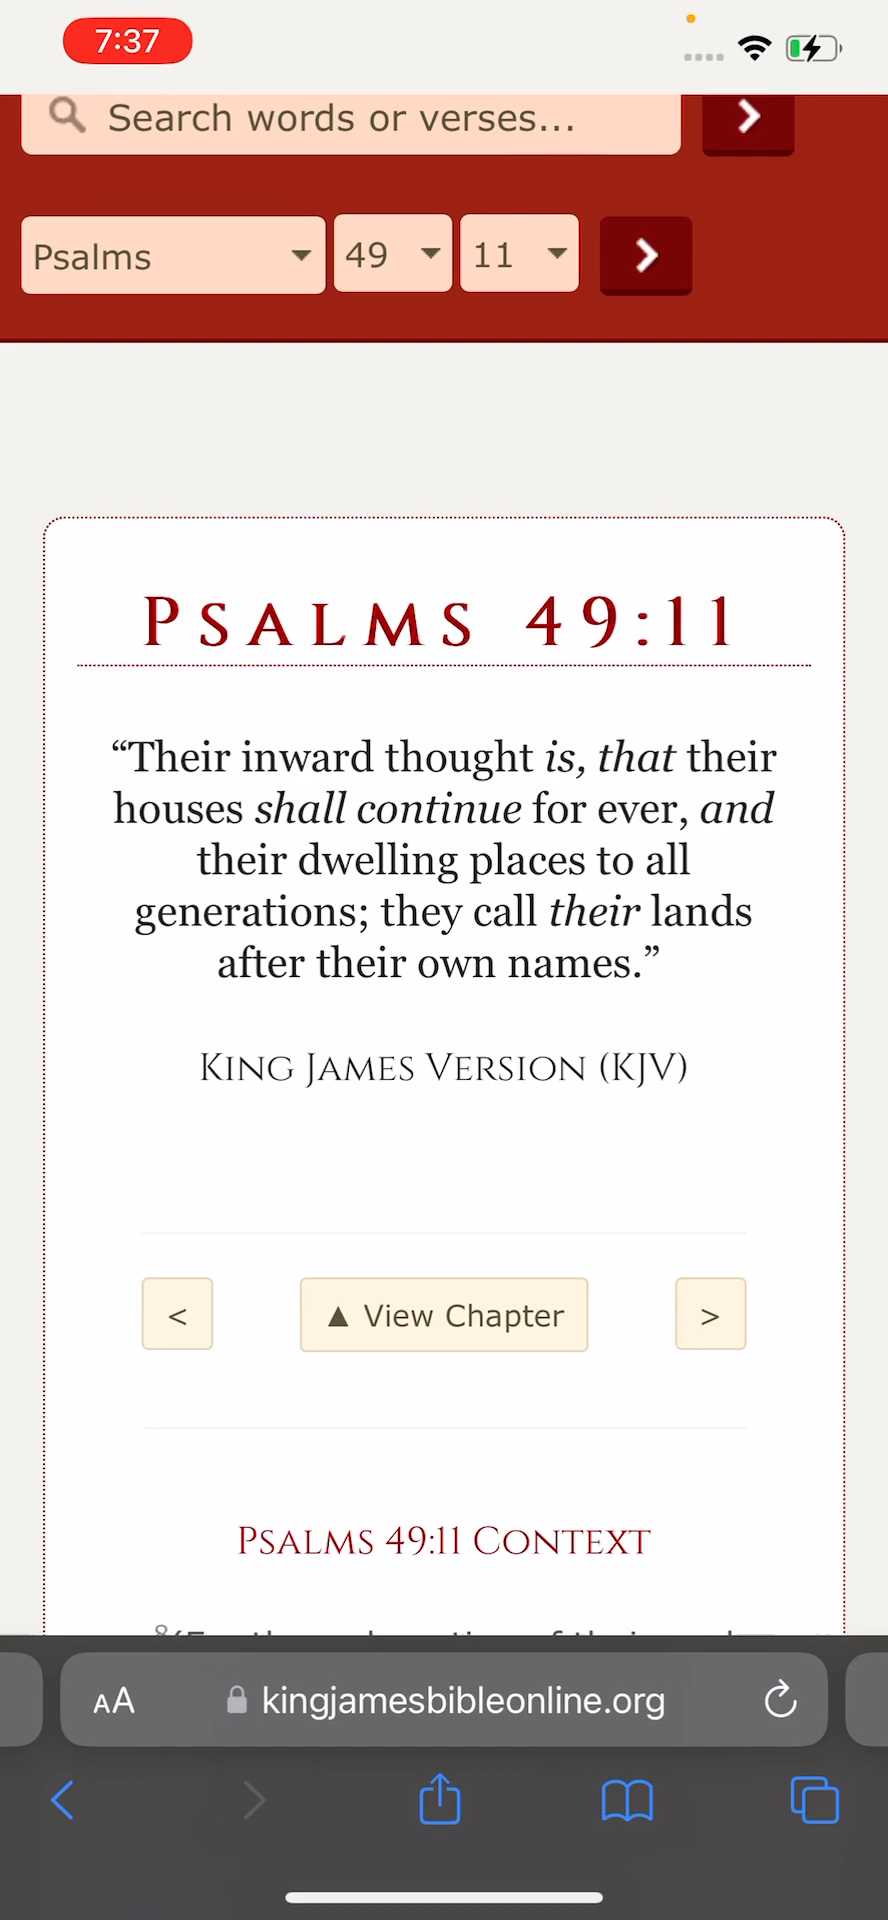 7:37
Search words or verses...
Psalms 49 11
PSALMS 49:11
“Their inward thought is, that their
houses shall continue for ever, and
their dwelling places to all
generations; they call their lands
after their own names.”
KING JAMES VERSION (KJV)
< ▲ View Chapter >
PSALMS 49:11 CONTEXT
AA kingjamesbibleonline.org